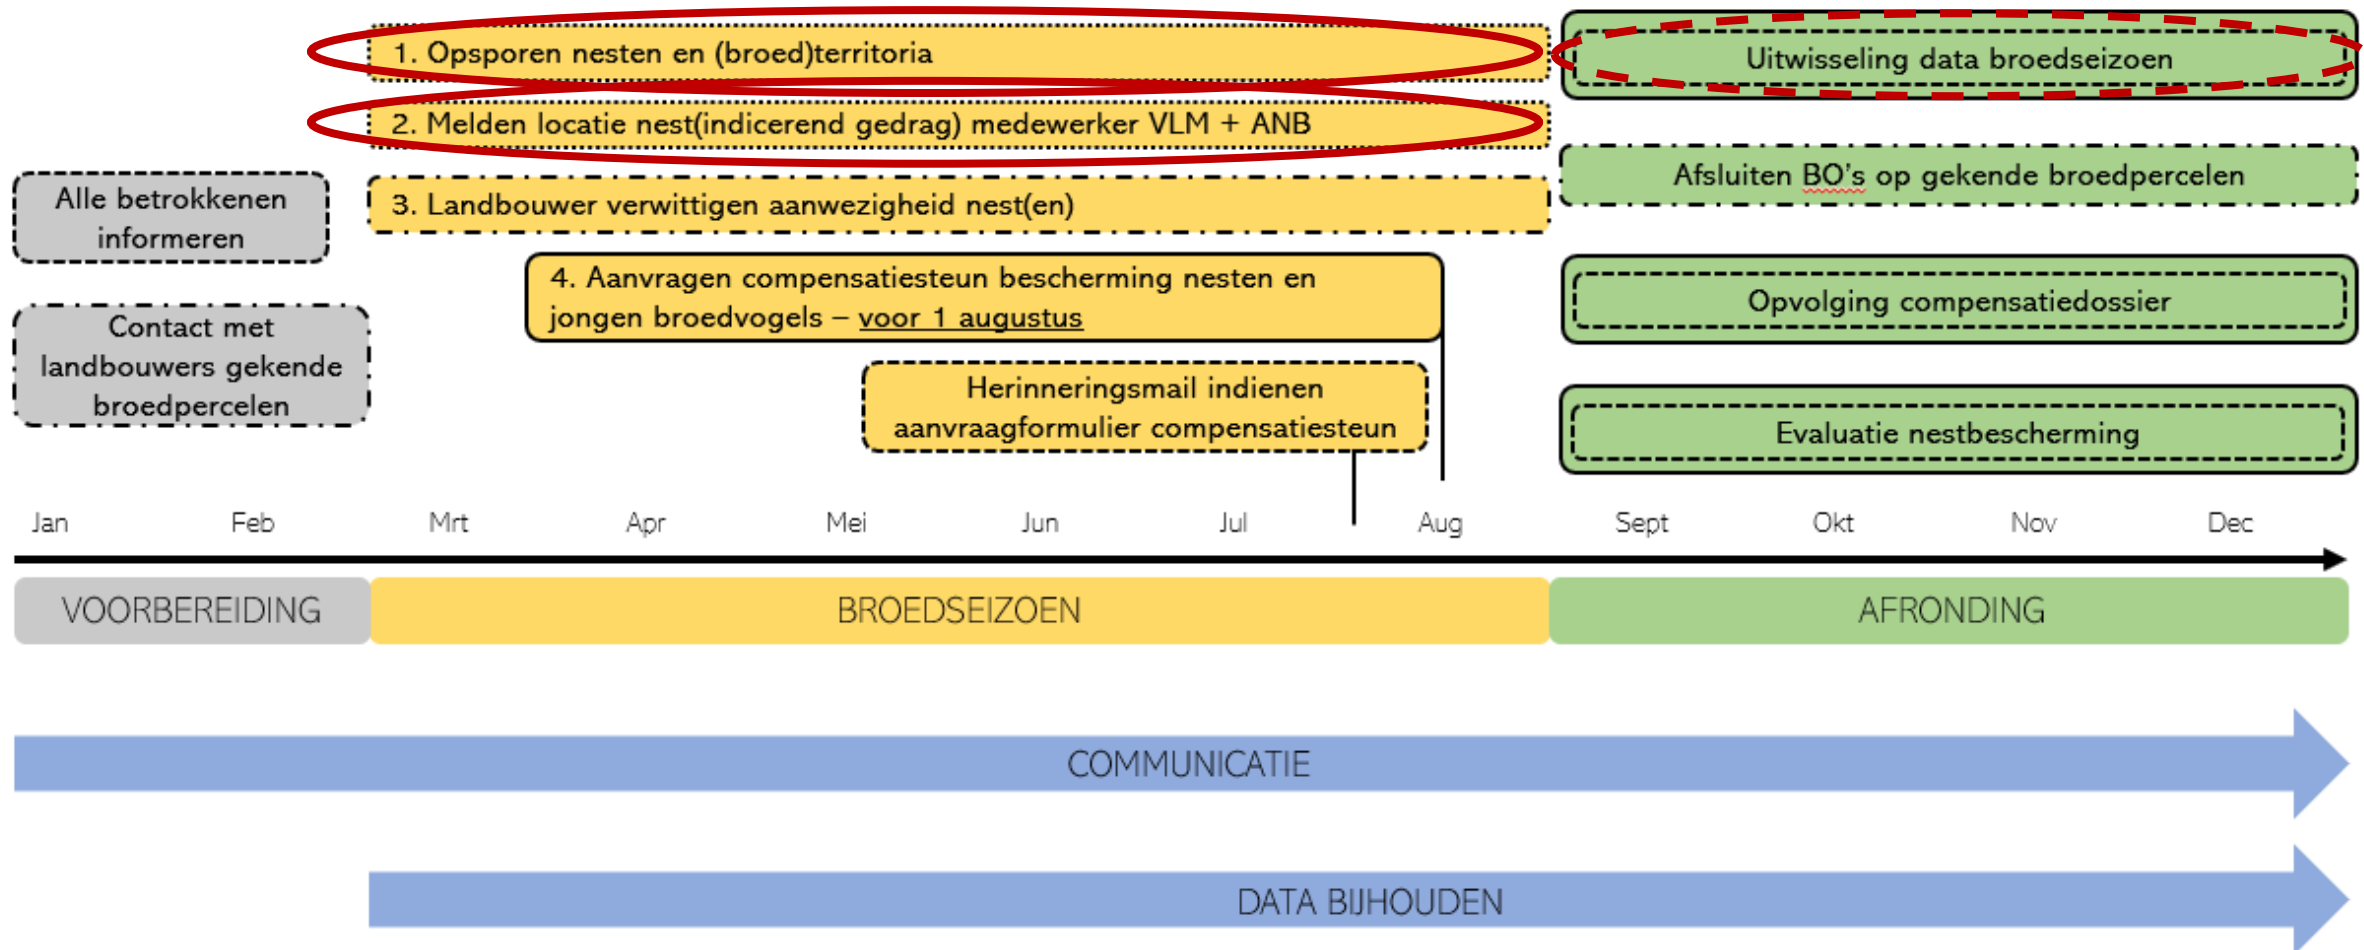 1. Opsporen nesten en (broed)territoria
2. Melden locatie nest(indicerend gedrag) medewerker VLM + ANB
3. Landbouwer verwittigen aanwezigheid nest(en)
4. Aanvragen compensatiesteun bescherming nesten en
jongen broedvogels – voor 1 augustus
Herinneringsmail indienen
aanvraagformulier compensatiesteun
Alle betrokkenen
informeren
Contact met
landbouwers gekende
broedpercelen
Uitwisseling data broedseizoen
Afsluiten BO's op gekende broedpercelen
Opvolging compensatiedossier
Evaluatie nestbescherming
Jan Feb Mrt Apr Mei Jun Jul Aug Sept Okt Nov Dec
VOORBEREIDING BROEDSEIZOEN AFRONDING
COMMUNICATIE
DATA BIJHOUDEN